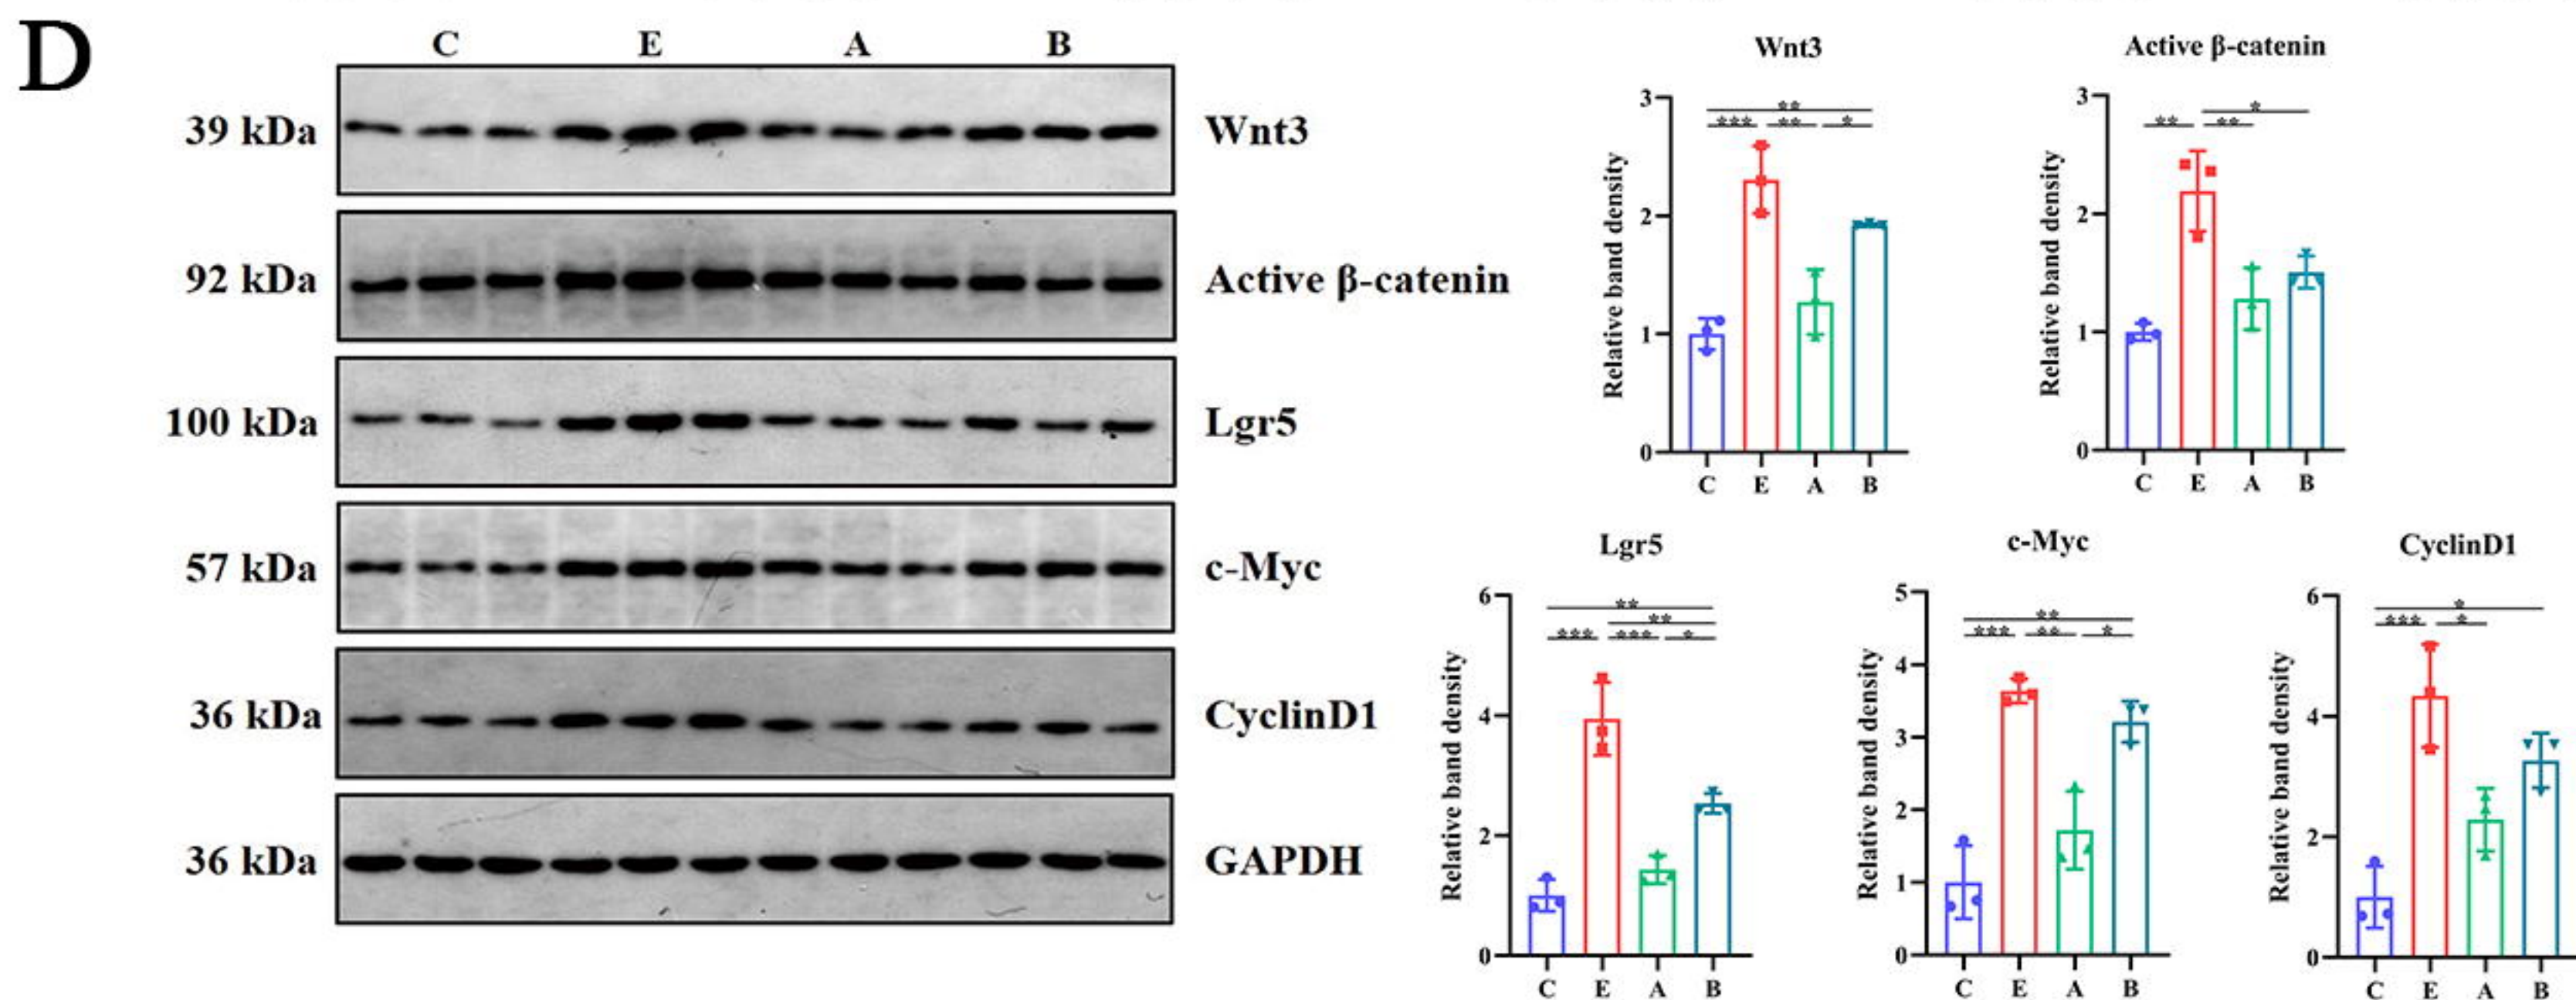 D
C E A B
39 kDa Wnt3
92 kDa Active β-catenin
100 kDa Lgr5
57 kDa c-Myc
36 kDa CyclinD1
36 kDa GAPDH
Wnt3
Relative band density
3
2
1
0
**
*** ** *
C E A B
Active β-catenin
Relative band density
3
2
1
0
*
** **
C E A B
Lgr5
Relative band density
6
4
2
0
**
**
*** *** *
C E A B
c-Myc
Relative band density
5
4
3
2
1
0
**
*** ** *
C E A B
CyclinD1
Relative band density
6
4
2
0
*
*** *
C E A B